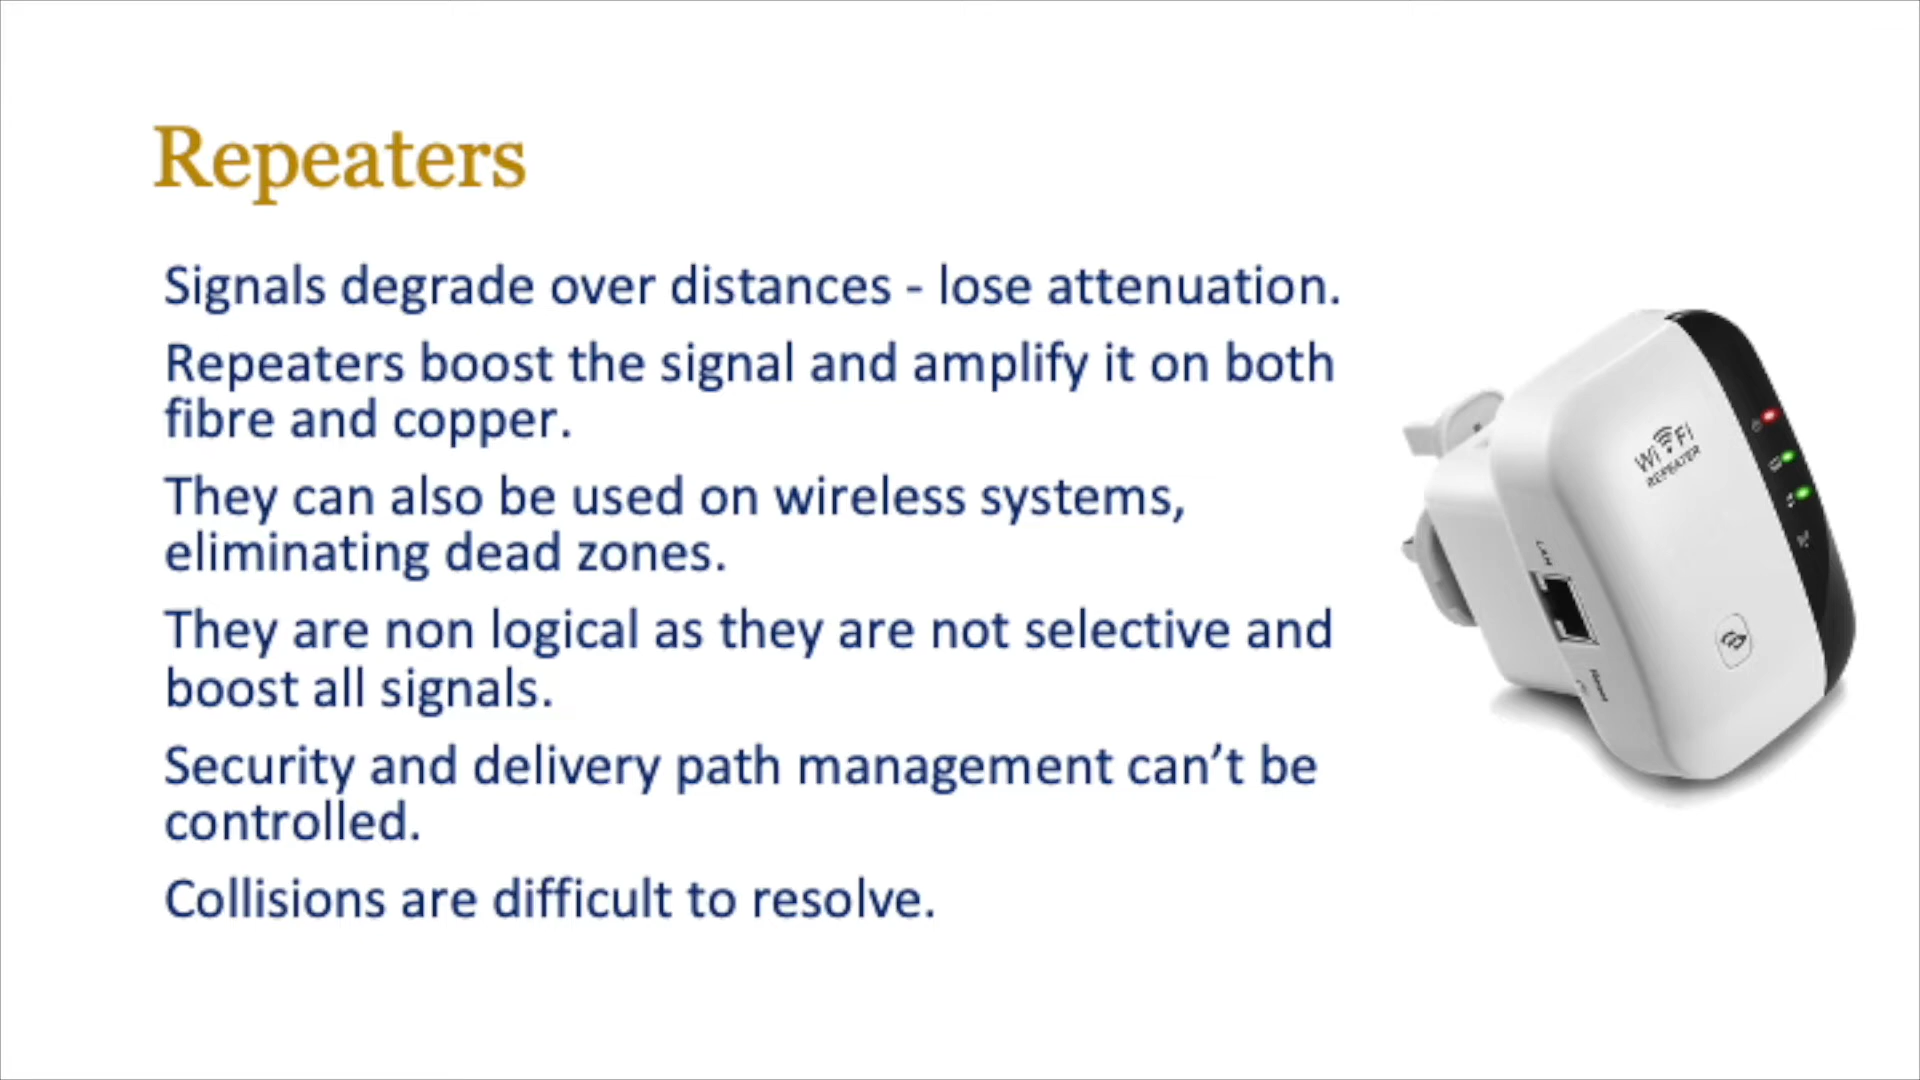 Repeaters
Signals degrade over distances - lose attenuation.
Repeaters boost the signal and amplify it on both
fibre and copper.
They can also be used on wireless systems,
eliminating dead zones.
They are non logical as they are not selective and
boost all signals.
Security and delivery path management can’t be
controlled.
Collisions are difficult to resolve.
WiFi
REPEATER
LAN
Reset